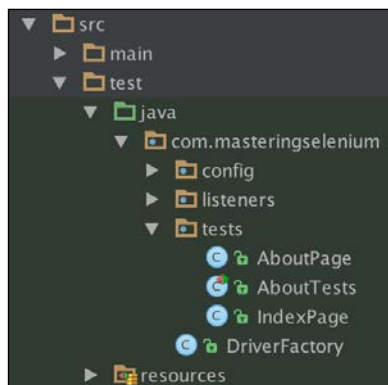 src
main
test
java
com.masteringselenium
config
listeners
tests
AboutPage
AboutTests
IndexPage
DriverFactory
resources